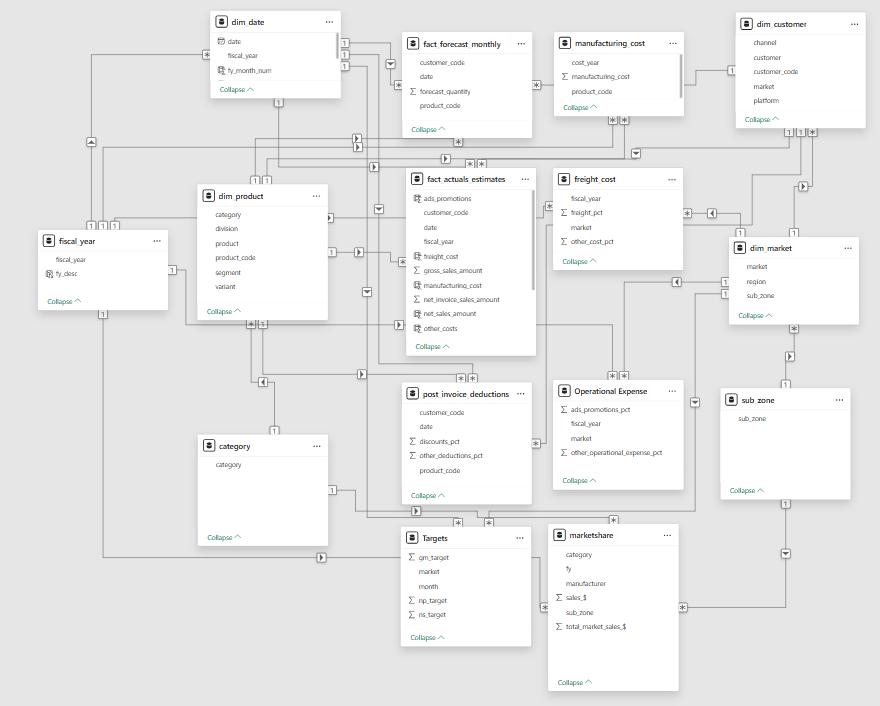 dim_date
date
fiscal_year
fy_month_num
Collapse
fact_forecast_monthly
customer_code
date
forecast_quantity
product_code
Collapse
manufacturing_cost
cost_year
manufacturing_cost
product_code
Collapse
dim_customer
channel
customer
customer_code
market
platform
Collapse
dim_product
category
division
product
product_code
segment
variant
Collapse
fact_actuals_estimates
ads_promotions
customer_code
date
fiscal_year
freight_cost
gross_sales_amount
manufacturing_cost
net_invoice_sales_amount
net_sales_amount
other_costs
Collapse
freight_cost
fiscal_year
freight_pct
market
other_cost_pct
Collapse
fiscal_year
fiscal_year
fy_desc
Collapse
dim_market
market
region
sub_zone
Collapse
post_invoice_deductions
customer_code
date
discounts_pct
other_deductions_pct
product_code
Collapse
Operational Expense
ads_promotions_pct
fiscal_year
market
other_operational_expense_pct
Collapse
sub_zone
sub_zone
Collapse
category
category
Collapse
Targets
gm_target
market
month
np_target
ns_target
Collapse
marketshare
category
fy
manufacturer
sales_$
sub_zone
total_market_sales_$
Collapse